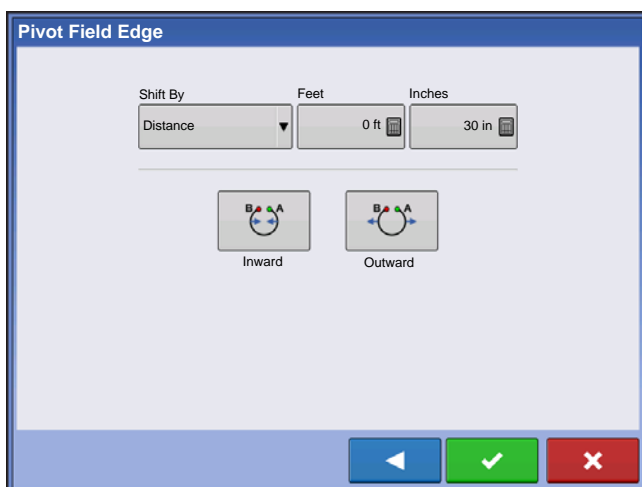 Pivot Field Edge
Shift By Feet Inches
Distance 0 ft 30 in
B A B A
Inward Outward